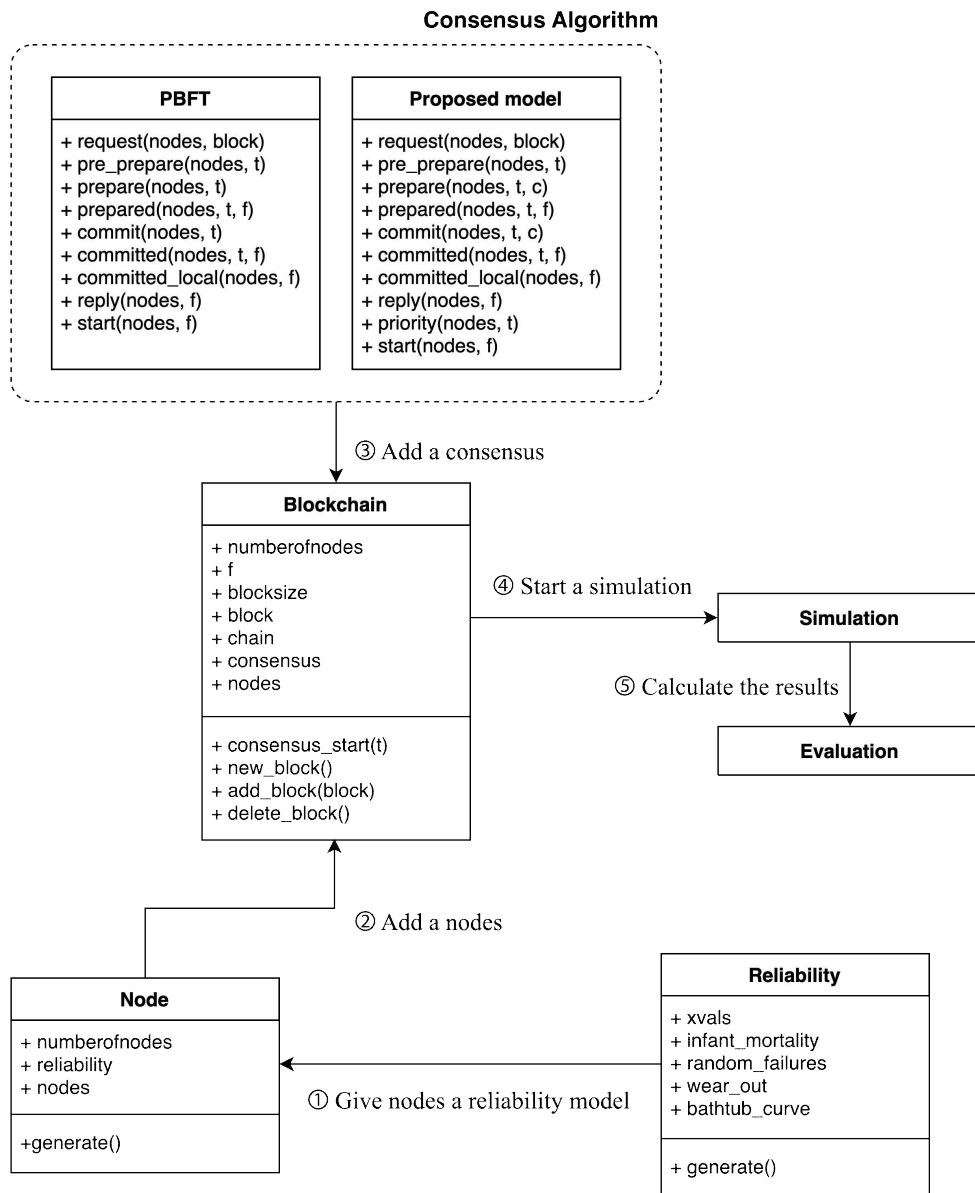 Consensus Algorithm
PBFT
+ request(nodes, block)
+ pre_prepare(nodes, t)
+ prepare(nodes, t)
+ prepared(nodes, t, f)
+ commit(nodes, t)
+ committed(nodes, t, f)
+ committed_local(nodes, f)
+ reply(nodes, f)
+ start(nodes, f)
Proposed model
+ request(nodes, block)
+ pre_prepare(nodes, t)
+ prepare(nodes, t, c)
+ prepared(nodes, t, f)
+ commit(nodes, t, c)
+ committed(nodes, t, f)
+ committed_local(nodes, f)
+ reply(nodes, f)
+ priority(nodes, t)
+ start(nodes, f)
③ Add a consensus
Blockchain
+ numberofnodes
+ f
+ blocksize
+ block
+ chain
+ consensus
+ nodes
+ consensus_start(t)
+ new_block()
+ add_block(block)
+ delete_block()
④ Start a simulation
Simulation
⑤ Calculate the results
Evaluation
② Add a nodes
Node
+ numberofnodes
+ reliability
+ nodes
+generate()
① Give nodes a reliability model
Reliability
+ xvals
+ infant_mortality
+ random_failures
+ wear_out
+ bathtub_curve
+ generate()